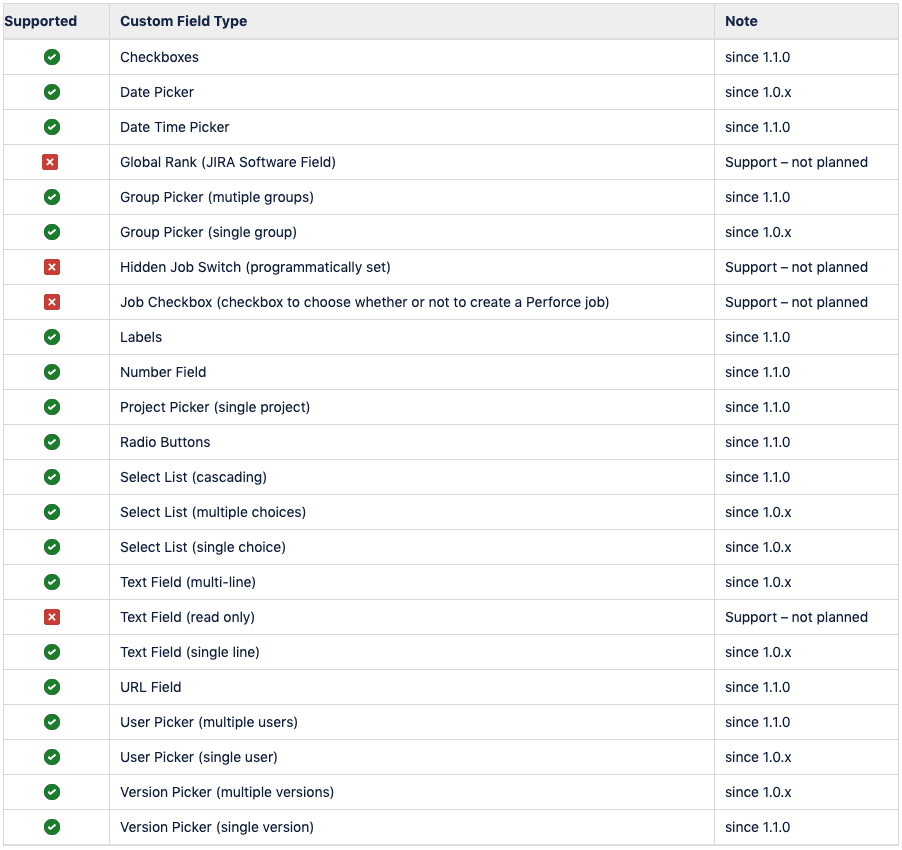 Supported Custom Field Type Note
Checkboxes since 1.1.0
Date Picker since 1.0.x
Date Time Picker since 1.1.0
Global Rank (JIRA Software Field) Support – not planned
Group Picker (mutiple groups) since 1.1.0
Group Picker (single group) since 1.0.x
Hidden Job Switch (programmatically set) Support – not planned
Job Checkbox (checkbox to choose whether or not to create a Perforce job) Support – not planned
Labels since 1.1.0
Number Field since 1.1.0
Project Picker (single project) since 1.1.0
Radio Buttons since 1.1.0
Select List (cascading) since 1.1.0
Select List (multiple choices) since 1.0.x
Select List (single choice) since 1.0.x
Text Field (multi-line) since 1.0.x
Text Field (read only) Support – not planned
Text Field (single line) since 1.0.x
URL Field since 1.1.0
User Picker (multiple users) since 1.1.0
User Picker (single user) since 1.0.x
Version Picker (multiple versions) since 1.0.x
Version Picker (single version) since 1.1.0